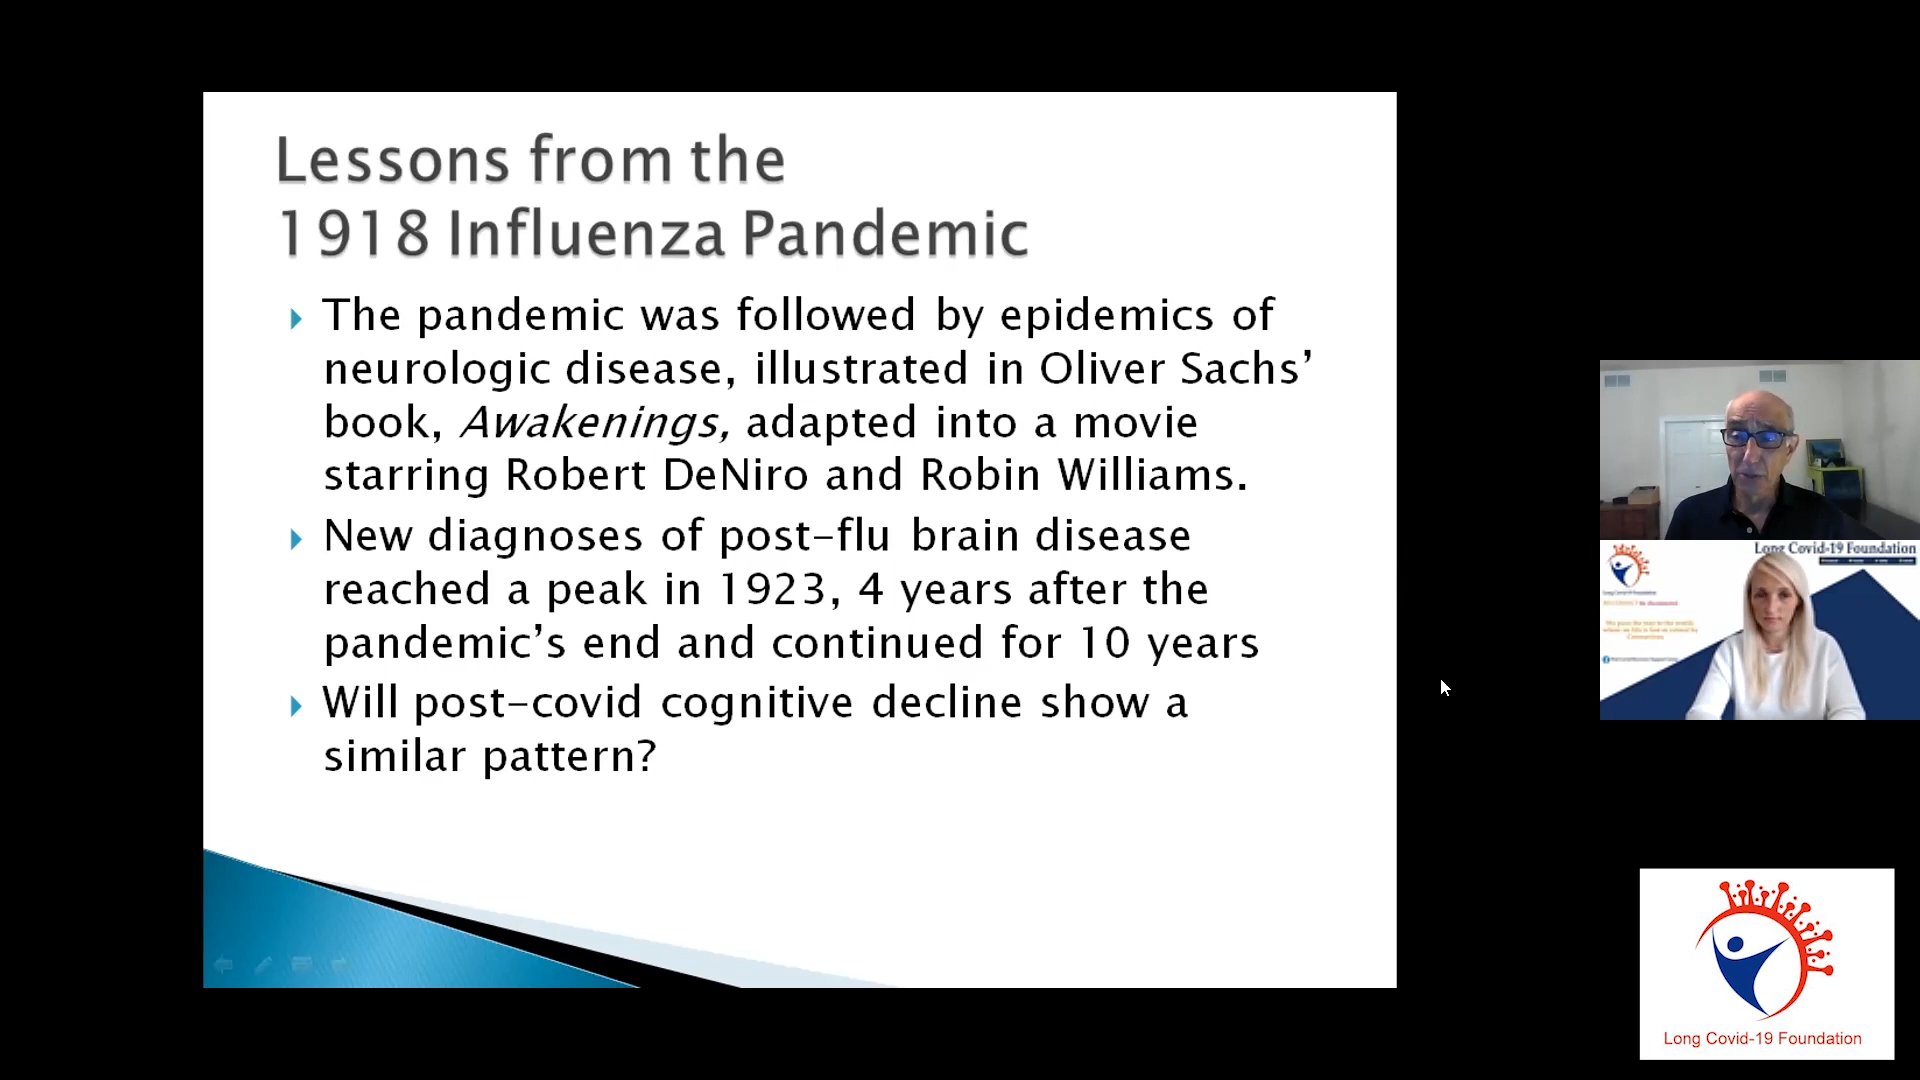 Lessons from the
1918 Influenza Pandemic
The pandemic was followed by epidemics of
neurologic disease, illustrated in Oliver Sachs’
book, Awakenings, adapted into a movie
starring Robert DeNiro and Robin Williams.
New diagnoses of post-flu brain disease
reached a peak in 1923, 4 years after the
pandemic’s end and continued for 10 years
Will post-covid cognitive decline show a
similar pattern?
Long Covid-19 Foundation
Long Covid-19 Foundation